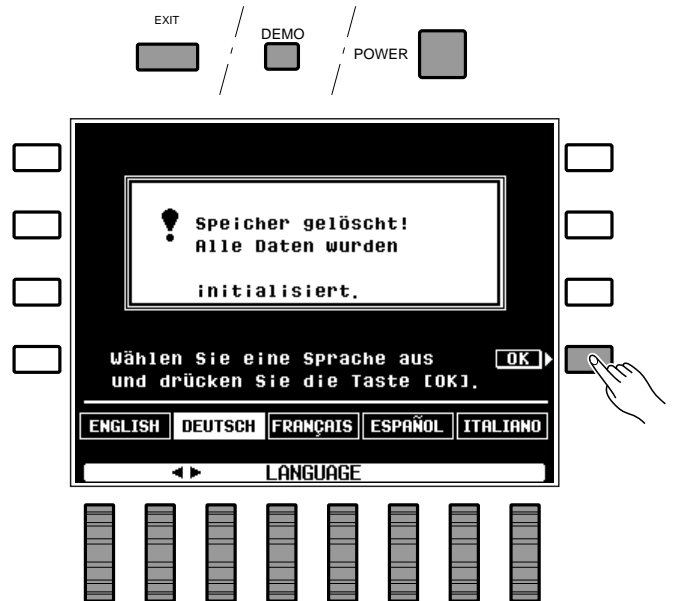 EXIT
DEMO
POWER
Speicher gelöscht!
Alle Daten wurden
initialisiert.
Wählen Sie eine Sprache aus
OK
und drücken Sie die Taste [OK].
ENGLISH DEUTSCH FRANÇAIS ESPAÑOL ITALIANO
LANGUAGE